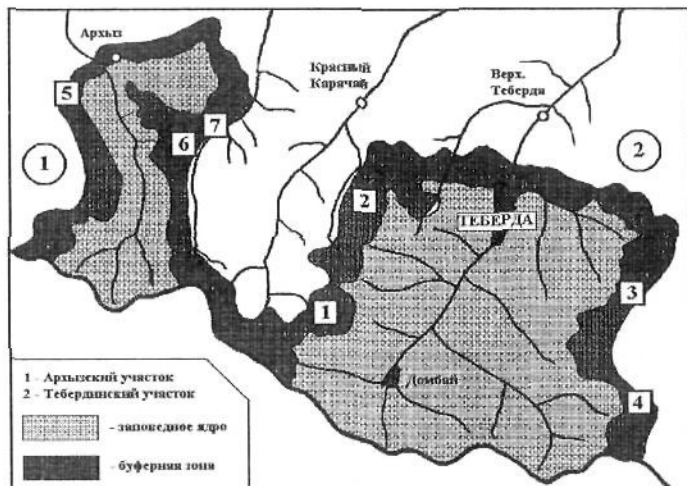 Архыз
Красный
Карачай
Верх.
Теберда
5
1
6
7
2
2
ТЕБЕРДА
3
1
4
Домбай
1 - Архызский участок
2 - Тебердинский участок
- заповедное ядро
- буферная зона